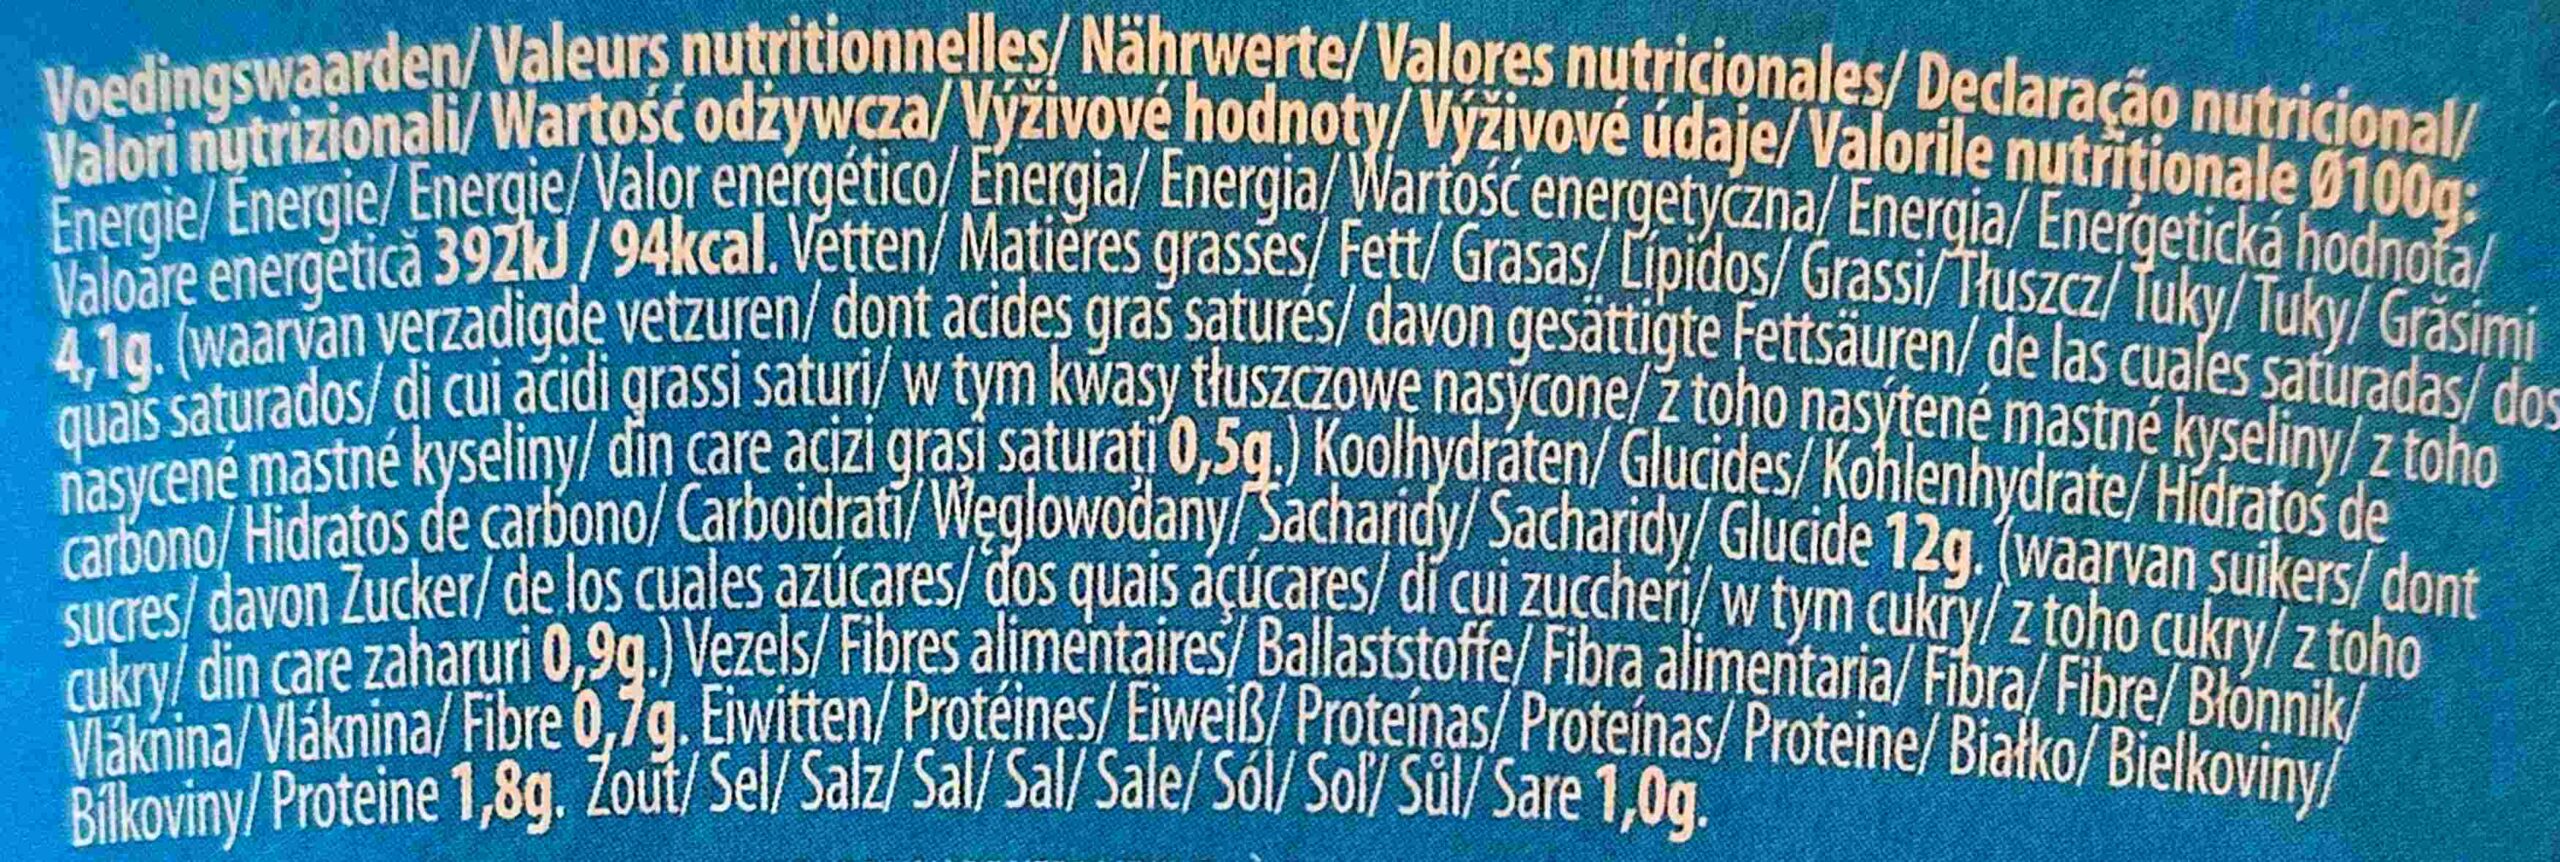 Voedingswaarden/ Valeurs nutritionnelles/ Nährwerte/ Valores nutricionales/ Declaração nutricional/
Valori nutrizionali/ Wartość odżywcza/ Výživové hodnoty/ Výživové údaje/ Valorile nutriționale Ø100g:
Energie/ Énergie/ Energie/ Valor energético/ Energia/ Energia/ Wartość energetyczna/ Energia/ Energetická hodnota/
Valoare energetică 392kJ / 94kcal. Vetten/ Matières grasses/ Fett/ Grasas/ Lípidos/ Grassi/ Tłuszcz/ Tuky/ Tuky/ Grăsimi
4,1g. (waarvan verzadigde vetzuren/ dont acides gras saturés/ davon gesättigte Fettsäuren/ de las cuales saturadas/ dos
quais saturados/ di cui acidi grassi saturi/ w tym kwasy tłuszczowe nasycone/ z toho nasýtené mastné kyseliny/ z toho
nasycené mastné kyseliny/ din care acizi grași saturați 0,5g.) Koolhydraten/ Glucides/ Kohlenhydrate/ Hidratos de
carbono/ Hidratos de carbono/ Carboidrati/ Węglowodany/ Sacharidy/ Sacharidy/ Glucide 12g. (waarvan suikers/ dont
sucres/ davon Zucker/ de los cuales azúcares/ dos quais açúcares/ di cui zuccheri/ w tym cukry/ z toho cukry/ z toho
cukry/ din care zaharuri 0,9g.) Vezels/ Fibres alimentaires/ Ballaststoffe/ Fibra alimentaria/ Fibra/ Fibre/ Błonnik/
Vláknina/ Vláknina/ Fibre 0,7g. Eiwitten/ Protéines/ Eiweiß/ Proteínas/ Proteínas/ Proteine/ Białko/ Bielkoviny/
Bílkoviny/ Proteine 1,8g. Zout/ Sel/ Salz/ Sal/ Sal/ Sale/ Sól/ Soľ/ Sůl/ Sare 1,0g.